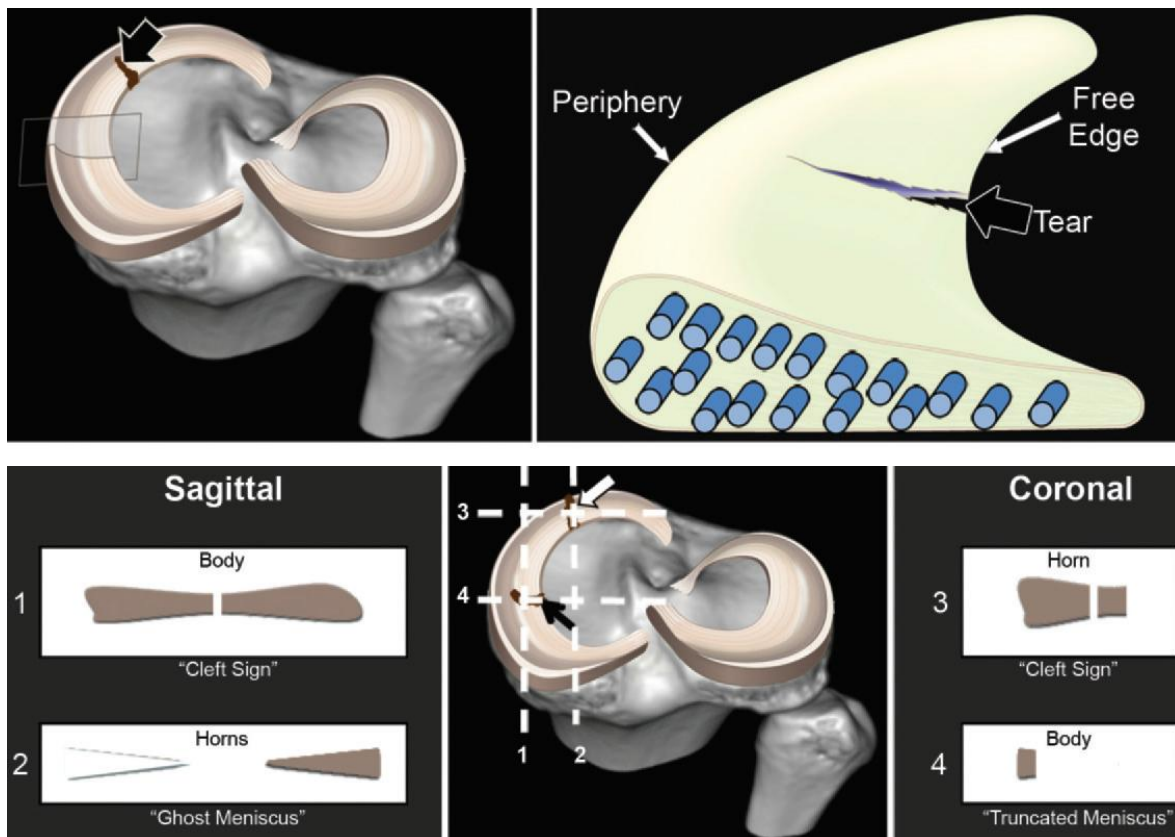 Periphery
Free
Edge
Tear
Sagittal
1
Body
“Cleft Sign”
2
Horns
“Ghost Meniscus”
3
4
1
2
Coronal
3
Horn
“Cleft Sign”
4
Body
“Truncated Meniscus”